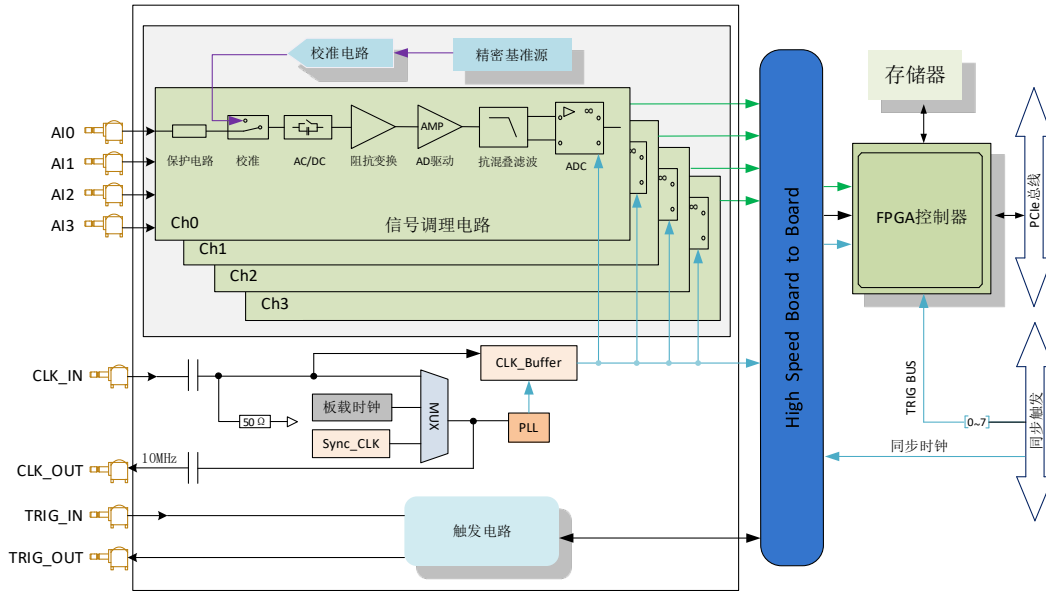 校准电路
精密基准源
存储器
AI0
AI1
AI2
AI3
保护电路
校准
AC/DC
阻抗变换
AMP
AD驱动
抗混叠滤波
ADC
Ch0
信号调理电路
Ch1
Ch2
Ch3
High Speed Board to Board
FPGA控制器
PCIe总线
CLK_IN
50Ω
板载时钟
Sync_CLK
MUX
CLK_Buffer
PLL
TRIG BUS
[0~7]
同步触发
同步时钟
CLK_OUT
10MHz
TRIG_IN
触发电路
TRIG_OUT